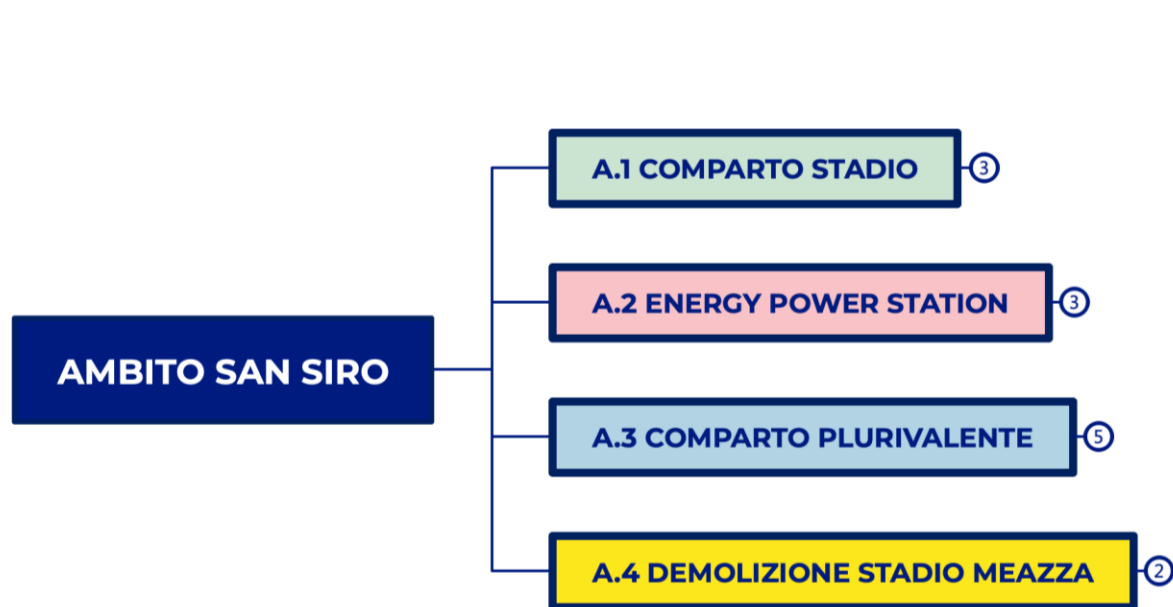 A.1 COMPARTO STADIO 3
A.2 ENERGY POWER STATION 3
AMBITO SAN SIRO
A.3 COMPARTO PLURIVALENTE 5
A.4 DEMOLIZIONE STADIO MEAZZA 2